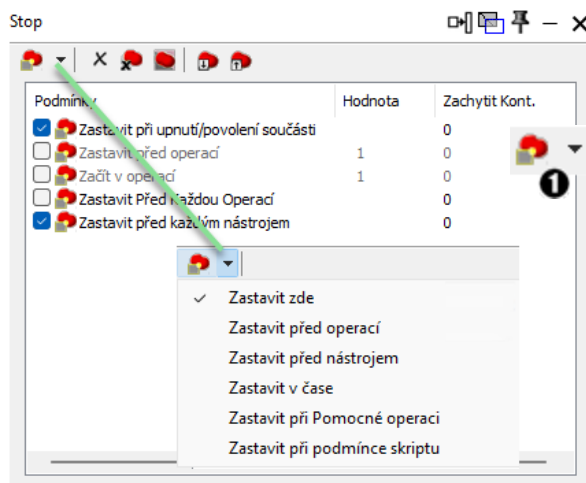 Stop
Podmínky Hodnota Zachytit Kont.
Zastavit při upnutí/povolení součásti 0
Zastavit před operací 1 0
Začít v operací 1 0
Zastavit Před Každou Operací 0
Zastavit před každým nástrojem 0
1
Zastavit zde
Zastavit před operací
Zastavit před nástrojem
Zastavit v čase
Zastavit při Pomocné operaci
Zastavit při podmínce skriptu